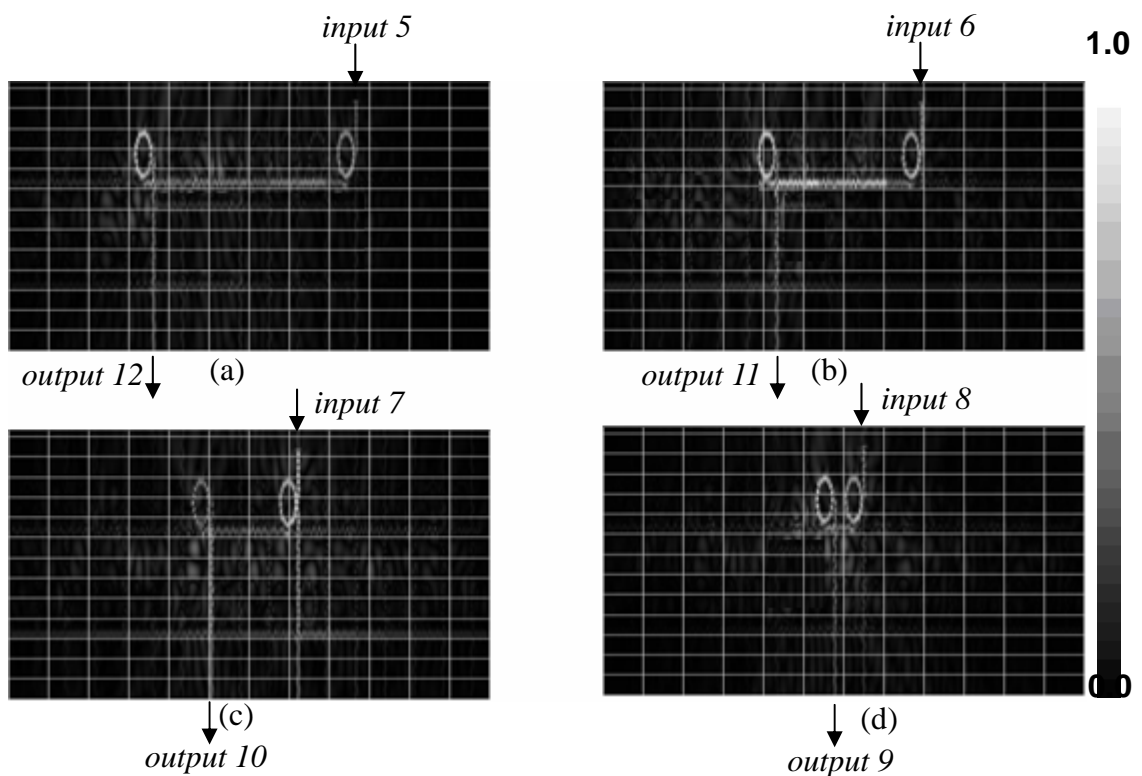 input 5
input 6
1.0
output 12
(a)
output 11
(b)
input 7
input 8
0.0
(c)
(d)
output 10
output 9